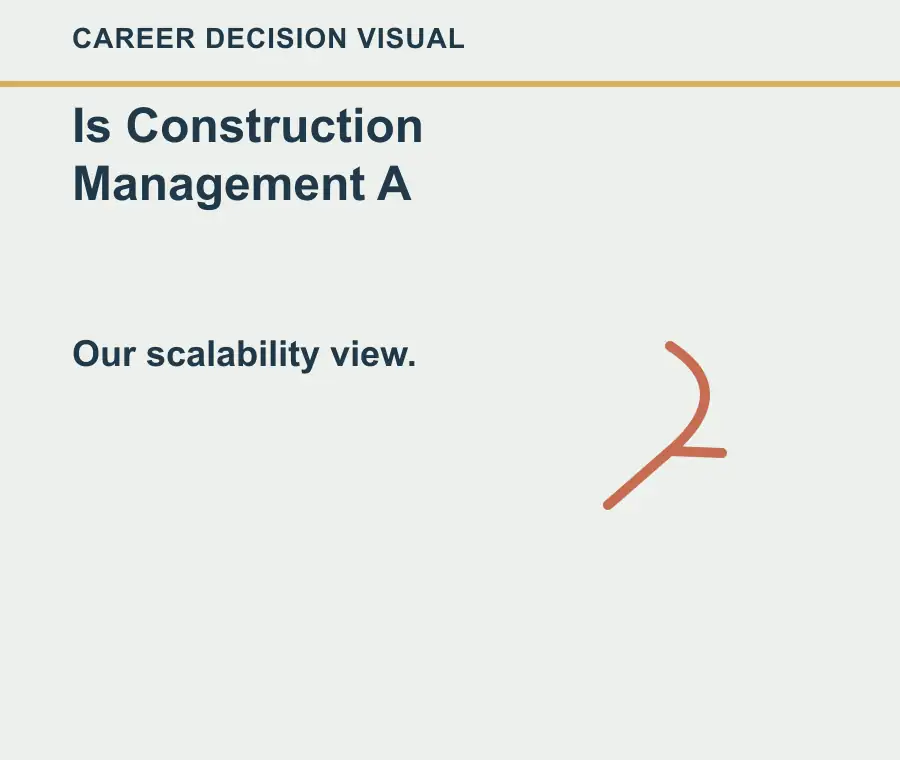 CAREER DECISION VISUAL
Is Construction
Management A
Our scalability view.